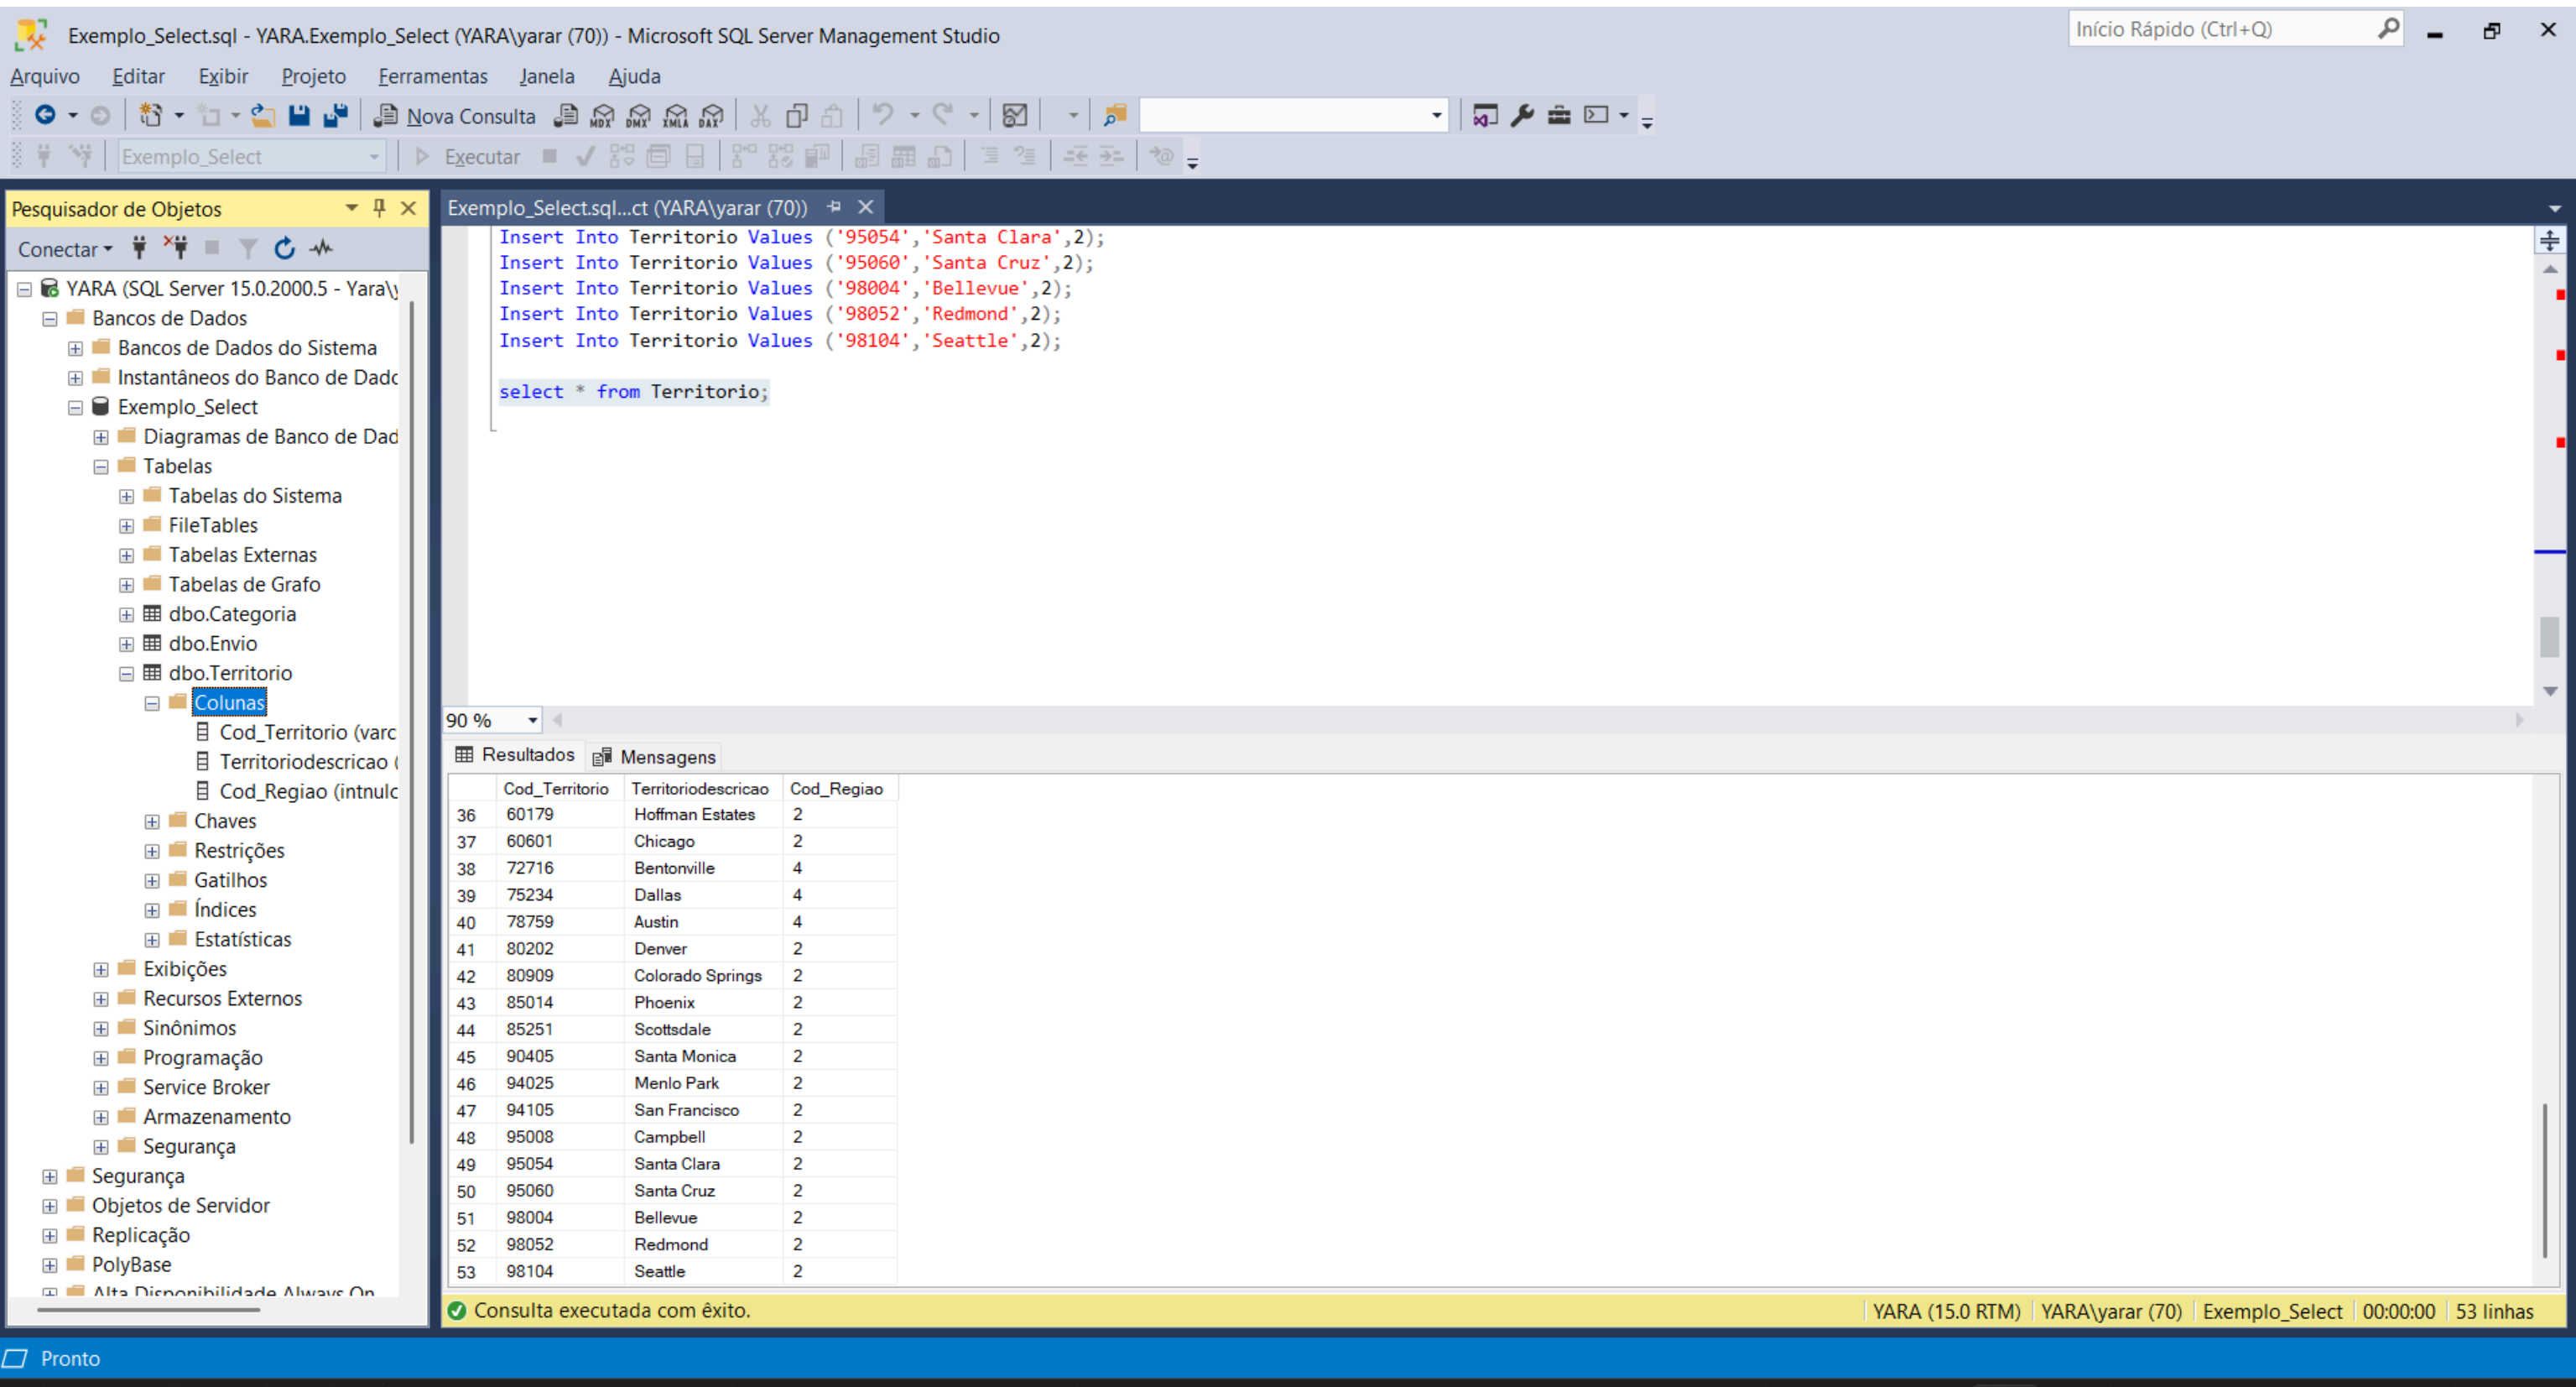 Exemplo_Select.sql - YARA.Exemplo_Select (YARA\yarar (70)) - Microsoft SQL Server Management Studio
Início Rápido (Ctrl+Q)
Arquivo Editar Exibir Projeto Ferramentas Janela Ajuda
Nova Consulta MDX DMX XMLA DAX
Exemplo_Select Executar
Pesquisador de Objetos
Conectar
YARA (SQL Server 15.0.2000.5 - Yara\y
Bancos de Dados
Bancos de Dados do Sistema
Instantâneos do Banco de Dadc
Exemplo_Select
Diagramas de Banco de Dad
Tabelas
Tabelas do Sistema
FileTables
Tabelas Externas
Tabelas de Grafo
dbo.Categoria
dbo.Envio
dbo.Territorio
Colunas
Cod_Territorio (varc
Territoriodescricao (
Cod_Regiao (intnulc
Chaves
Restrições
Gatilhos
Índices
Estatísticas
Exibições
Recursos Externos
Sinônimos
Programação
Service Broker
Armazenamento
Segurança
Segurança
Objetos de Servidor
Replicação
PolyBase
Alta Disponibilidade Always On
Exemplo_Select.sql...ct (YARA\yarar (70))
Insert Into Territorio Values ('95054','Santa Clara',2);
Insert Into Territorio Values ('95060','Santa Cruz',2);
Insert Into Territorio Values ('98004','Bellevue',2);
Insert Into Territorio Values ('98052','Redmond',2);
Insert Into Territorio Values ('98104','Seattle',2);
select * from Territorio;
90 %
Resultados Mensagens
Cod_Territorio Territoriodescricao Cod_Regiao
36 60179 Hoffman Estates 2
37 60601 Chicago 2
38 72716 Bentonville 4
39 75234 Dallas 4
40 78759 Austin 4
41 80202 Denver 2
42 80909 Colorado Springs 2
43 85014 Phoenix 2
44 85251 Scottsdale 2
45 90405 Santa Monica 2
46 94025 Menlo Park 2
47 94105 San Francisco 2
48 95008 Campbell 2
49 95054 Santa Clara 2
50 95060 Santa Cruz 2
51 98004 Bellevue 2
52 98052 Redmond 2
53 98104 Seattle 2
Consulta executada com êxito.
YARA (15.0 RTM) YARA\yarar (70) Exemplo_Select 00:00:00 53 linhas
Pronto